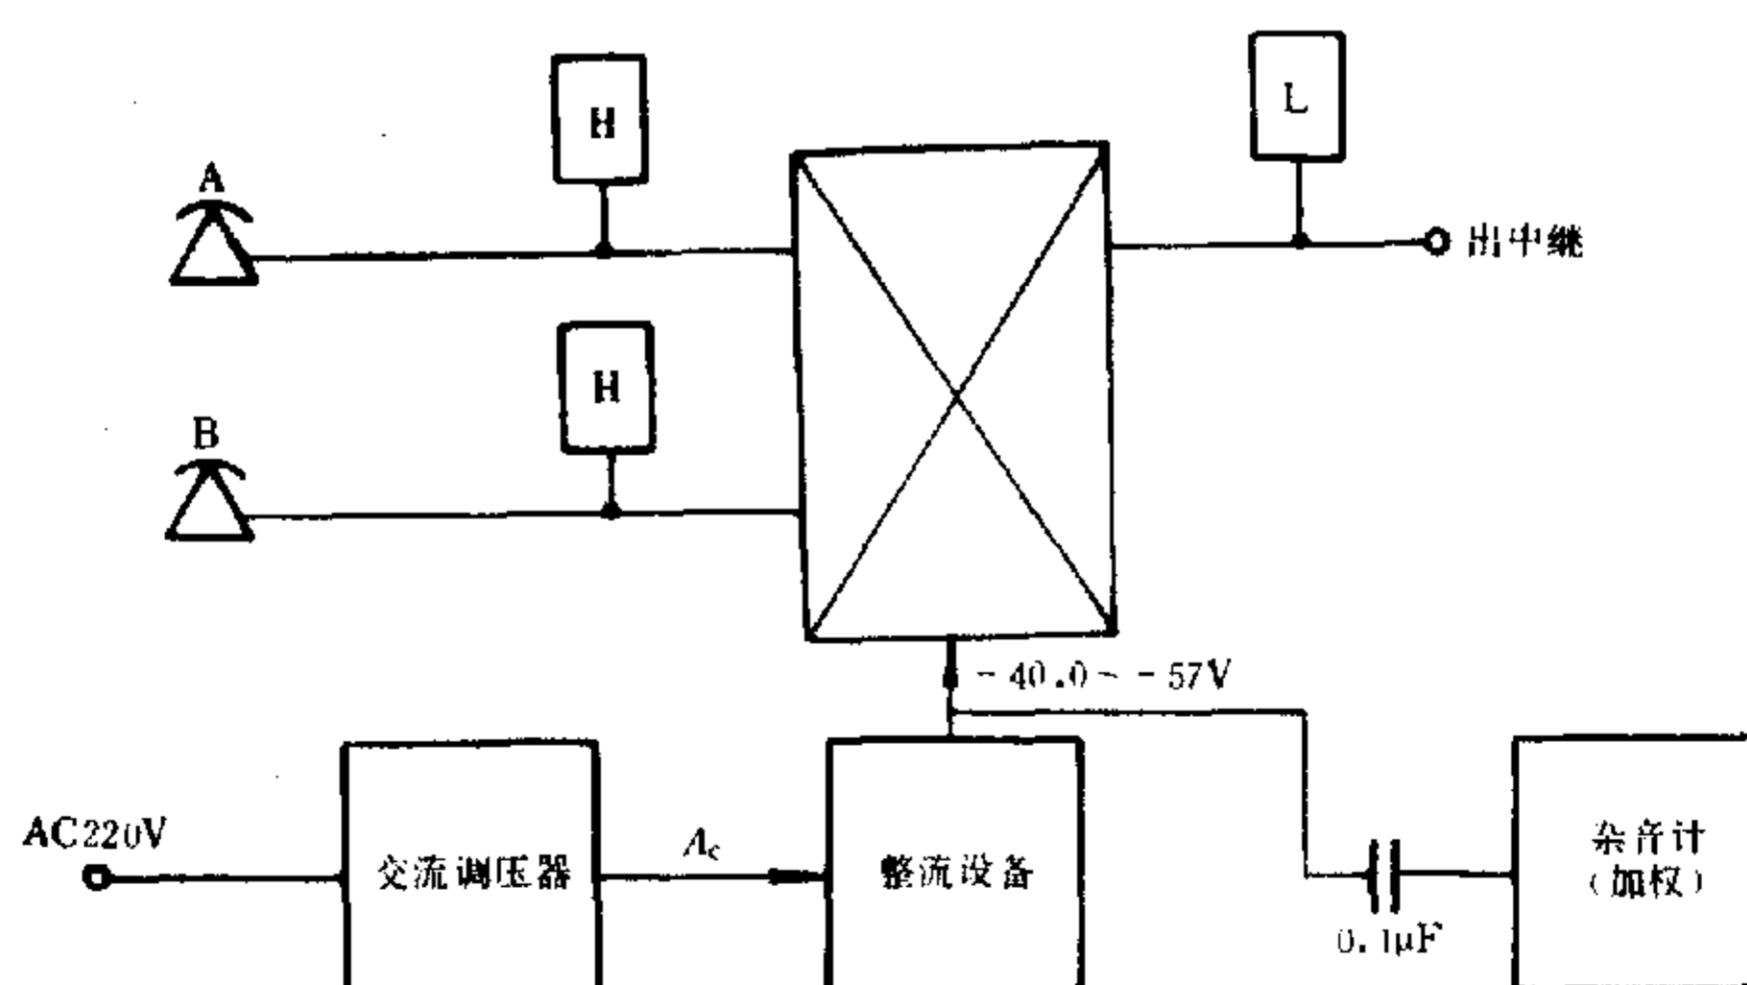 H
L
A
出中继
H
B
-40.0~-57V
AC220V
交流调压器
Ac
整流设备
杂音计
(加权)
0.1μF